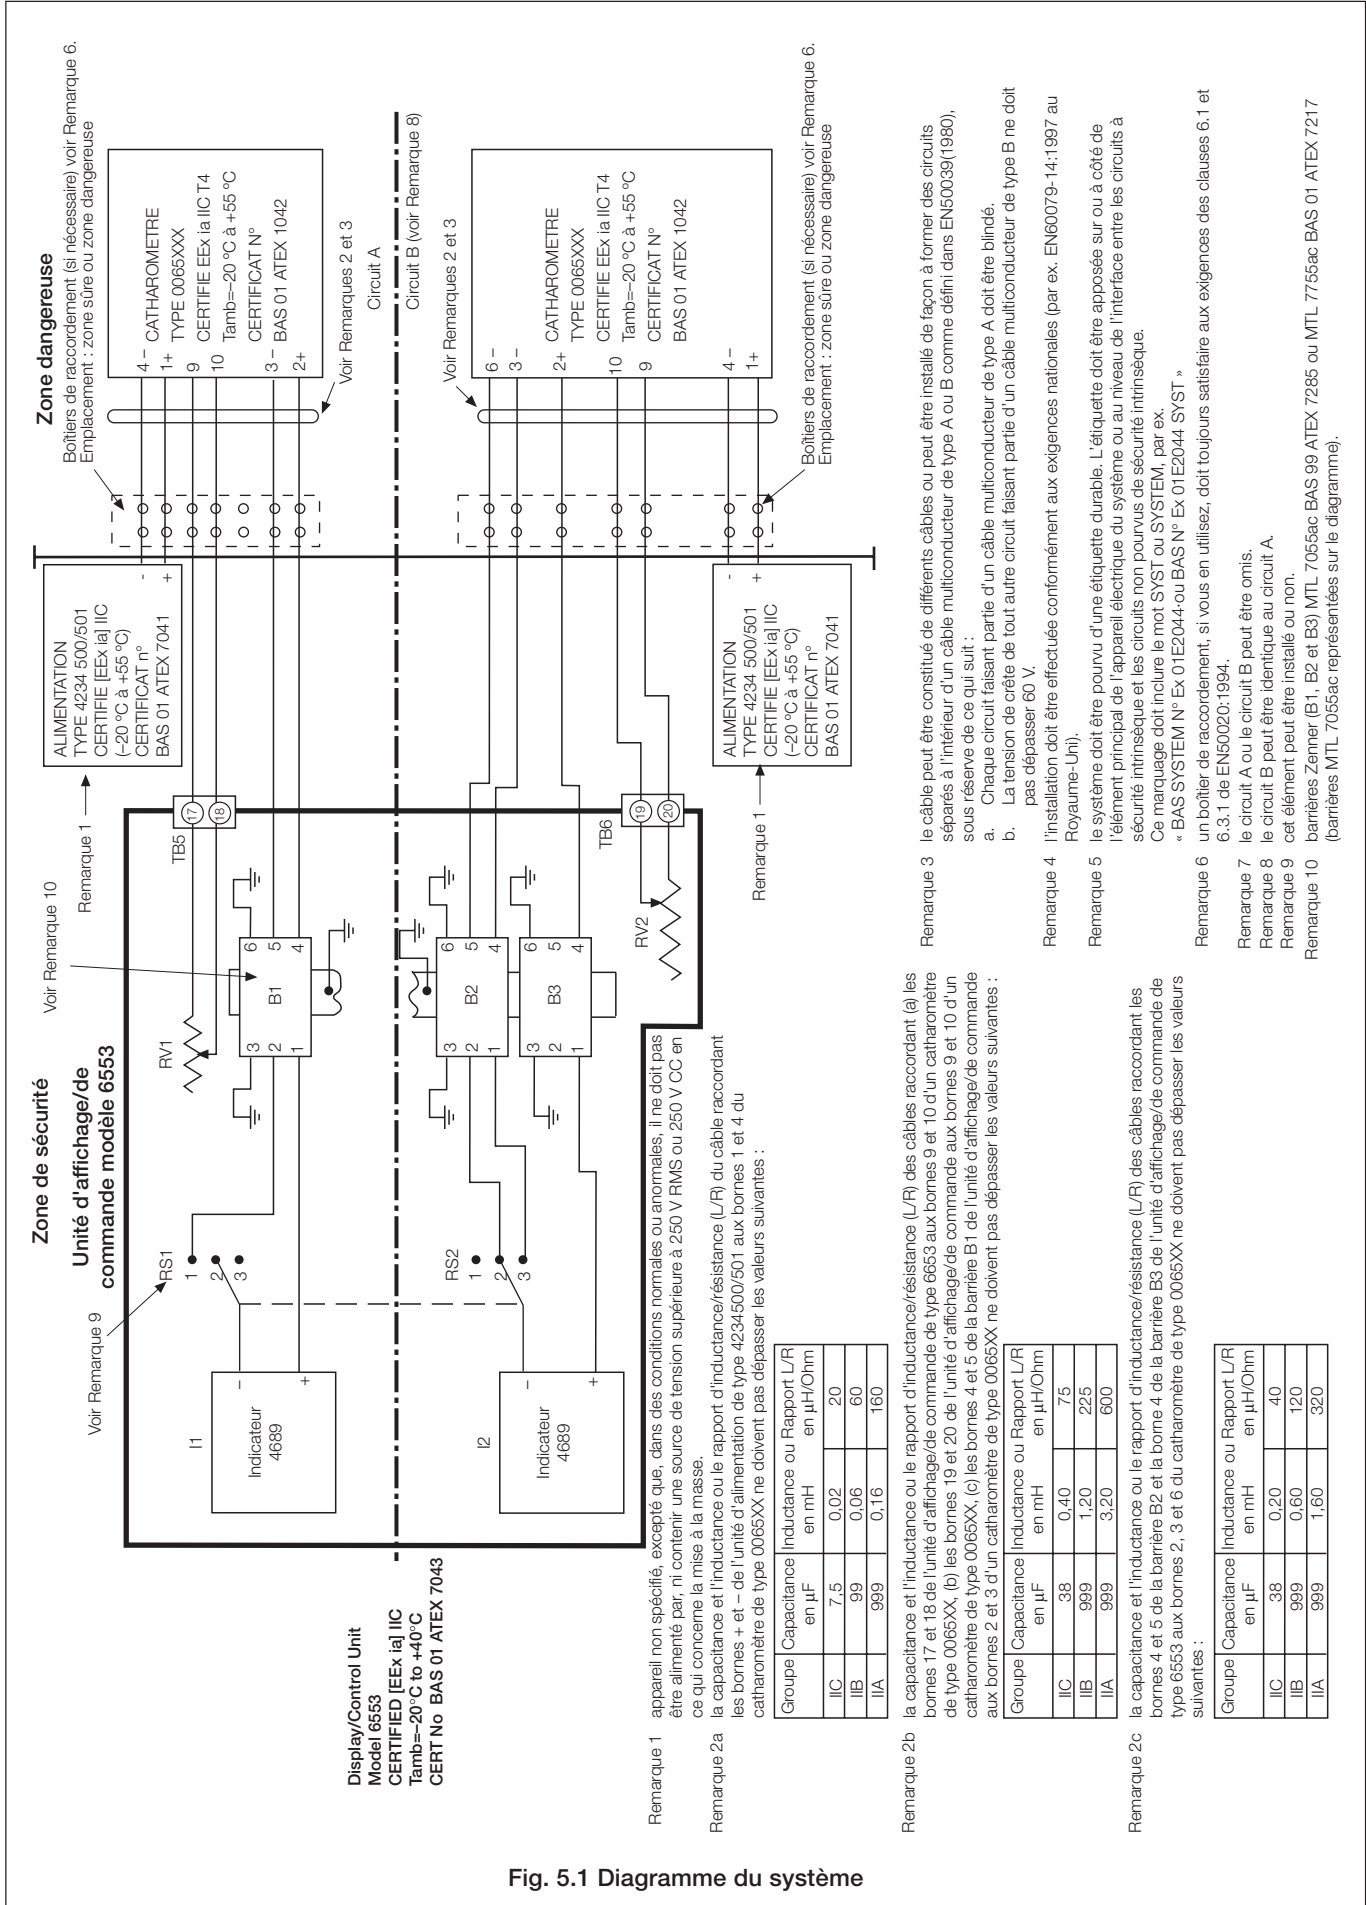 Zone de sécurité
Unité d'affichage/de
commande modèle 6553
Zone dangereuse
Boîtiers de raccordement (si nécessaire) voir Remarque 6.
Emplacement : zone sûre ou zone dangereuse
Voir Remarque 9
Voir Remarque 10
Remarque 1
ALIMENTATION
TYPE 4234 500/501
CERTIFIE [EEx ia] IIC
(–20 °C à +55 °C)
CERTIFICAT n°
BAS 01 ATEX 7041
-
+
4 –
1+
9
10
3 –
2+
CATHAROMETRE
TYPE 0065XXX
CERTIFIE EEx ia IIC T4
Tamb=–20 °C à +55 °C
CERTIFICAT N°
BAS 01 ATEX 1042
Voir Remarques 2 et 3
Circuit A
Circuit B (voir Remarque 8)
I1
Indicateur
4689
–
+
RS1
1
2
3
RV1
TB5
17
18
B1
3
2
1
6
5
4
I2
Indicateur
4689
–
+
RS2
1
2
3
B2
3
2
1
6
5
4
B3
3
2
1
6
5
4
RV2
TB6
19
20
Voir Remarques 2 et 3
6 –
3 –
2+
10
9
4 –
1+
CATHAROMETRE
TYPE 0065XXX
CERTIFIE EEx ia IIC T4
Tamb=–20 °C à +55 °C
CERTIFICAT N°
BAS 01 ATEX 1042
Remarque 1
ALIMENTATION
TYPE 4234 500/501
CERTIFIE [EEx ia] IIC
(–20 °C à +55 °C)
CERTIFICAT n°
BAS 01 ATEX 7041
-
+
Boîtiers de raccordement (si nécessaire) voir Remarque 6.
Emplacement : zone sûre ou zone dangereuse
Display/Control Unit
Model 6553
CERTIFIED [EEx ia] IIC
Tamb=–20°C to +40°C
CERT No BAS 01 ATEX 7043
Remarque 1 appareil non spécifié, excepté que, dans des conditions normales ou anormales, il ne doit pas
être alimenté par, ni contenir une source de tension supérieure à 250 V RMS ou 250 V CC en
ce qui concerne la mise à la masse.
Remarque 2a la capacitance et l'inductance ou le rapport d'inductance/résistance (L/R) du câble raccordant
les bornes + et – de l'unité d'alimentation de type 4234500/501 aux bornes 1 et 4 du
catharomètre de type 0065XX ne doivent pas dépasser les valeurs suivantes :
Groupe Capacitance Inductance ou Rapport L/R
en µF en mH en µH/Ohm
IIC 7,5 0,02 20
IIB 99 0,06 60
IIA 999 0,16 160
Remarque 2b la capacitance et l'inductance ou le rapport d'inductance/résistance (L/R) des câbles raccordant (a) les
bornes 17 et 18 de l'unité d'affichage/de commande de type 6653 aux bornes 9 et 10 d'un catharomètre
de type 0065XX, (b) les bornes 19 et 20 de l'unité d'affichage/de commande aux bornes 9 et 10 d'un
catharomètre de type 0065XX, (c) les bornes 4 et 5 de la barrière B1 de l'unité d'affichage/de commande
aux bornes 2 et 3 d'un catharomètre de type 0065XX ne doivent pas dépasser les valeurs suivantes :
Groupe Capacitance Inductance ou Rapport L/R
en µF en mH en µH/Ohm
IIC 38 0,40 75
IIB 999 1,20 225
IIA 999 3,20 600
Remarque 2c la capacitance et l'inductance ou le rapport d'inductance/résistance (L/R) des câbles raccordant les
bornes 4 et 5 de la barrière B2 et la borne 4 de la barrière B3 de l'unité d'affichage/de commande de
type 6553 aux bornes 2, 3 et 6 du catharomètre de type 0065XX ne doivent pas dépasser les valeurs
suivantes :
Groupe Capacitance Inductance ou Rapport L/R
en µF en mH en µH/Ohm
IIC 38 0,20 40
IIB 999 0,60 120
IIA 999 1,60 320
Remarque 3 le câble peut être constitué de différents câbles ou peut être installé de façon à former des circuits
séparés à l'intérieur d'un câble multiconducteur de type A ou B comme défini dans EN50039(1980),
sous réserve de ce qui suit :
a. Chaque circuit faisant partie d'un câble multiconducteur de type A doit être blindé.
b. La tension de crête de tout autre circuit faisant partie d'un câble multiconducteur de type B ne doit
pas dépasser 60 V.
Remarque 4 l'installation doit être effectuée conformément aux exigences nationales (par ex. EN60079-14:1997 au
Royaume-Uni).
Remarque 5 le système doit être pourvu d'une étiquette durable. L'étiquette doit être apposée sur ou à côté de
l'élément principal de l'appareil électrique du système ou au niveau de l'interface entre les circuits à
sécurité intrinsèque et les circuits non pourvus de sécurité intrinsèque.
Ce marquage doit inclure le mot SYST ou SYSTEM, par ex.
« BAS SYSTEM N° Ex 01E2044·ou BAS N° Ex 01E2044 SYST »
Remarque 6 un boîtier de raccordement, si vous en utilisez, doit toujours satisfaire aux exigences des clauses 6.1 et
6.3.1 de EN50020:1994.
Remarque 7 le circuit A ou le circuit B peut être omis.
Remarque 8 le circuit B peut être identique au circuit A.
Remarque 9 cet élément peut être installé ou non.
Remarque 10 barrières Zenner (B1, B2 et B3) MTL 7055ac BAS 99 ATEX 7285 ou MTL 7755ac BAS 01 ATEX 7217
(barrières MTL 7055ac représentées sur le diagramme).
Fig. 5.1 Diagramme du système